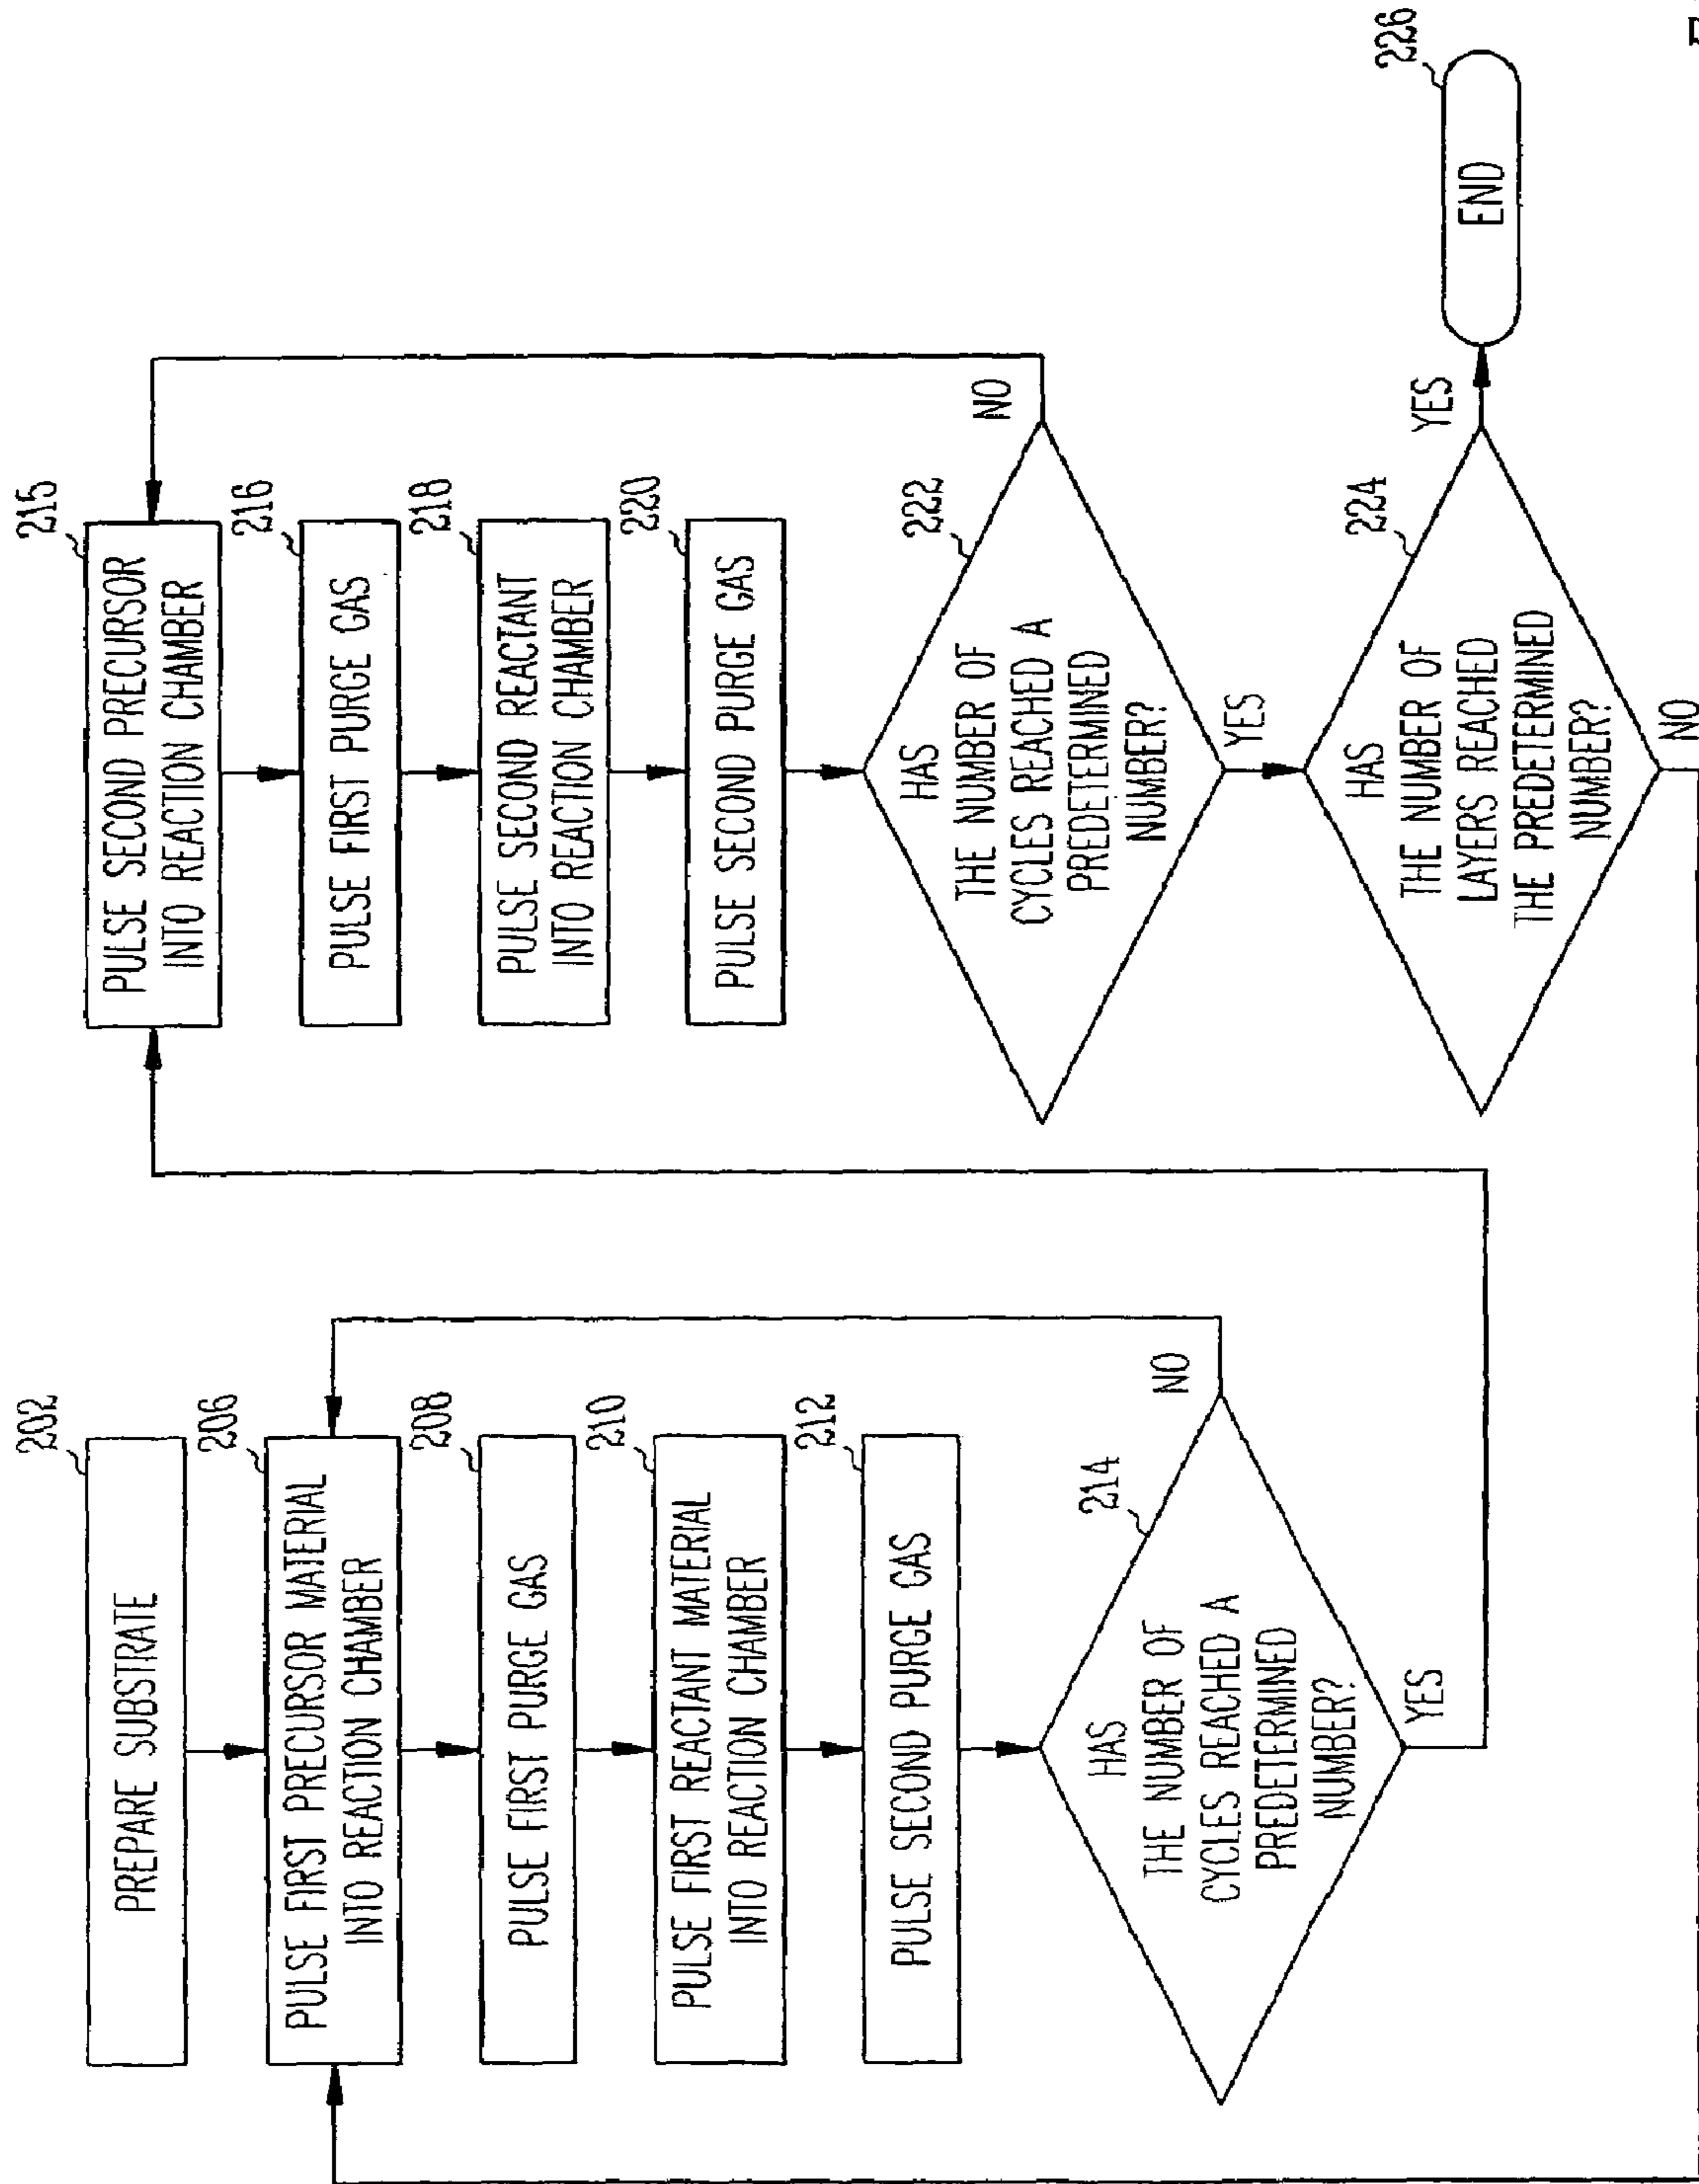 202
PREPARE SUBSTRATE
206
PULSE FIRST PRECURSOR MATERIAL
INTO REACTION CHAMBER
208
PULSE FIRST PURGE GAS
210
PULSE FIRST REACTANT MATERIAL
INTO REACTION CHAMBER
212
PULSE SECOND PURGE GAS
214
HAS
THE NUMBER OF
CYCLES REACHED A
PREDETERMINED
NUMBER?
NO
YES
215
PULSE SECOND PRECURSOR
INTO REACTION CHAMBER
216
PULSE FIRST PURGE GAS
218
PULSE SECOND REACTANT
INTO REACTION CHAMBER
220
PULSE SECOND PURGE GAS
222
HAS
THE NUMBER OF
CYCLES REACHED A
PREDETERMINED
NUMBER?
NO
YES
224
HAS
THE NUMBER OF
LAYERS REACHED
THE PREDETERMINED
NUMBER?
YES
NO
226
END